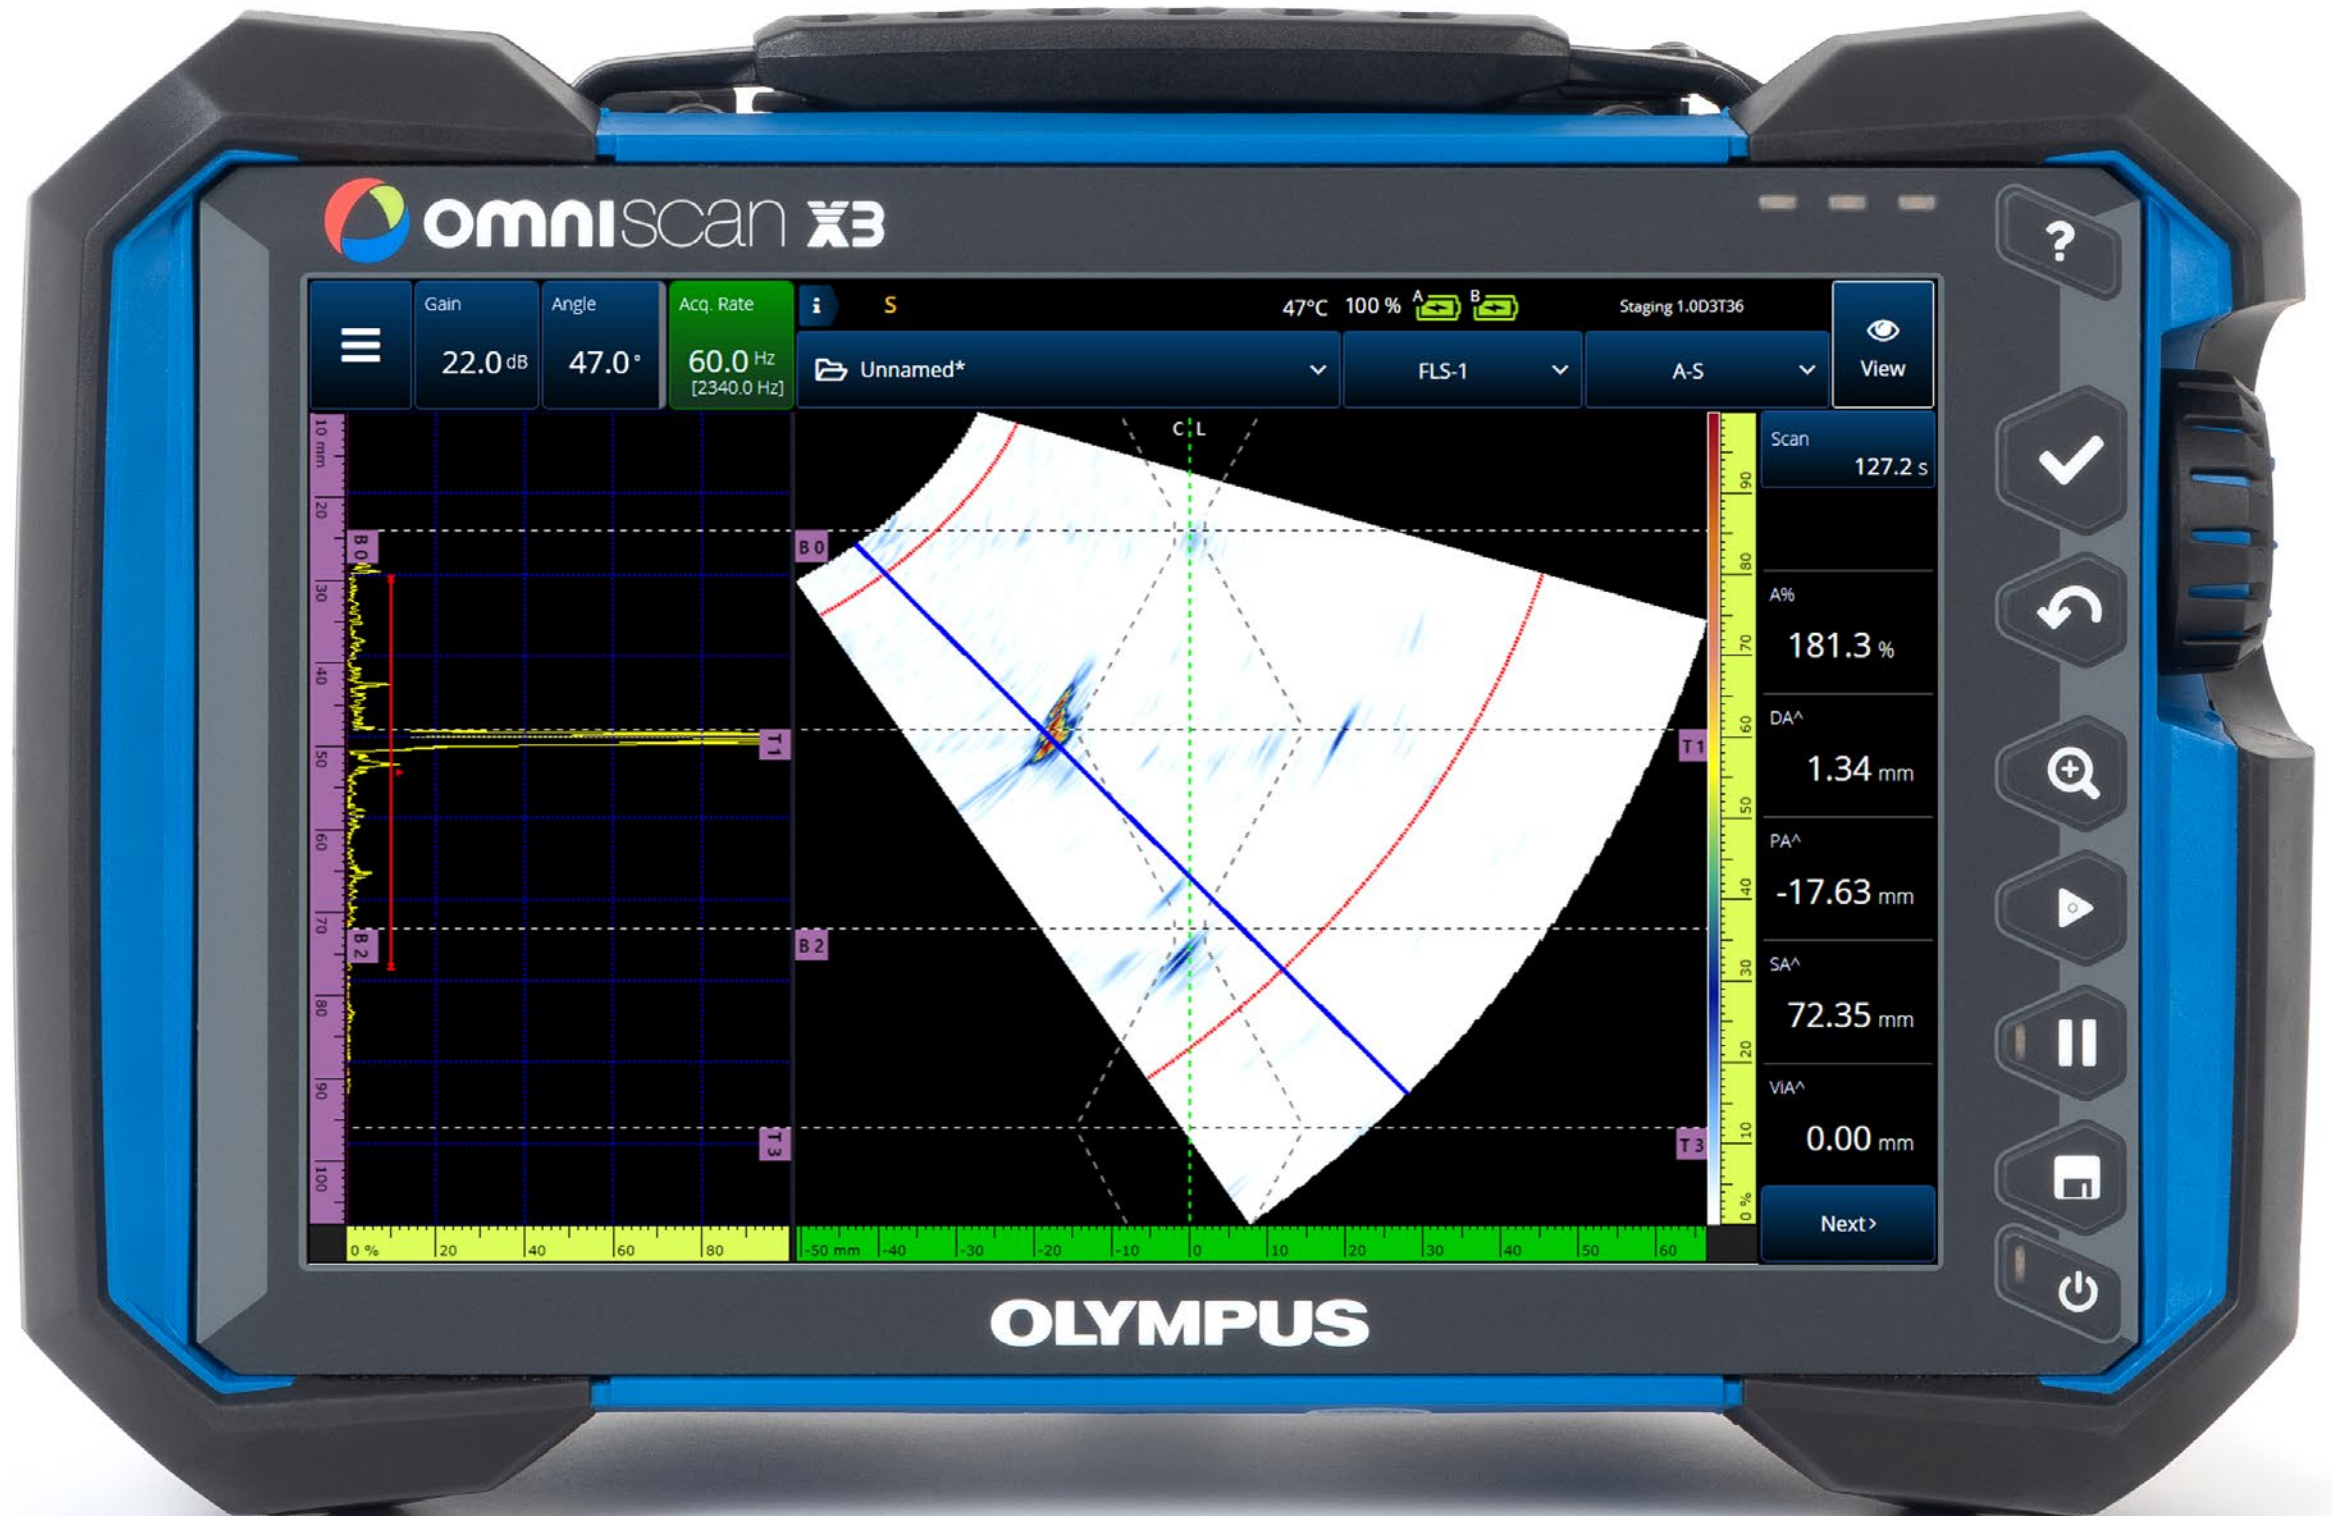 OMNISCAN X3
?
Gain
22.0 dB
Angle
47.0°
Acq. Rate
60.0 Hz
[2340.0 Hz]
i
S
47°C 100 % A B
Staging 1.0D3T36
Unnamed*
FLS-1
A-S
View
10 mm 20 30 40 50 60 70 80 90 100
B0
B2
T1
T3
0 % 20 40 60 80
C L
B 0
B 2
T 1
T 3
-50 mm -40 -30 -20 -10 0 10 20 30 40 50 60
90 80 70 60 50 40 30 20 10 0 %
Scan
127.2 s
A%
181.3 %
DA^
1.34 mm
PA^
-17.63 mm
SA^
72.35 mm
ViA^
0.00 mm
Next>
OLYMPUS